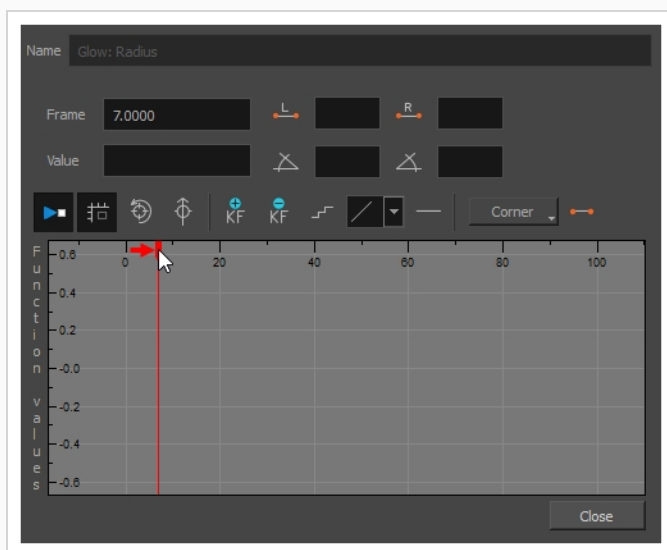 Name Glow: Radius
Frame 7.0000 L R
Value
KF KF Corner
Function values
-0.6
0 20 40 60 80 100
-0.4
-0.2
-0.0
-0.2
-0.4
-0.6
Close